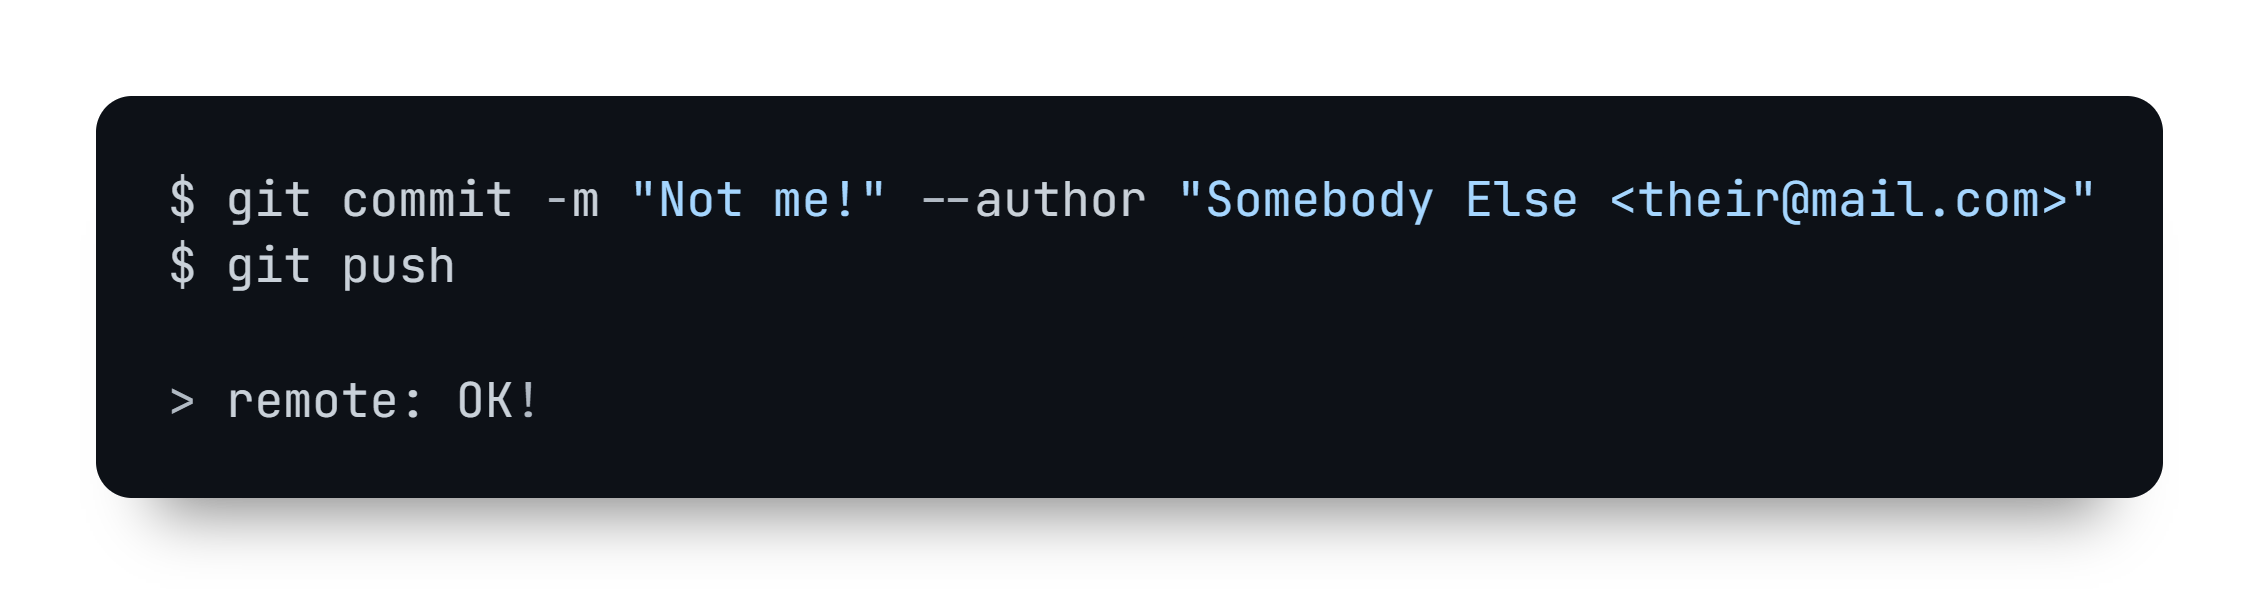 $ git commit -m "Not me!" --author "Somebody Else <their@mail.com>"
$ git push
> remote: OK!